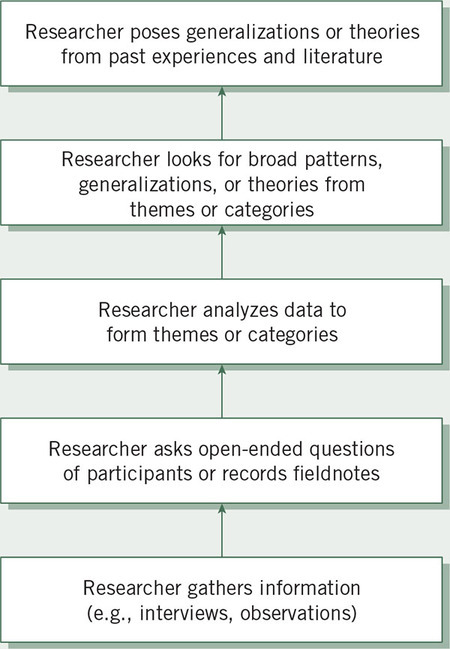 Researcher poses generalizations or theories
from past experiences and literature
Researcher looks for broad patterns,
generalizations, or theories from
themes or categories
Researcher analyzes data to
form themes or categories
Researcher asks open-ended questions
of participants or records fieldnotes
Researcher gathers information
(e.g., interviews, observations)